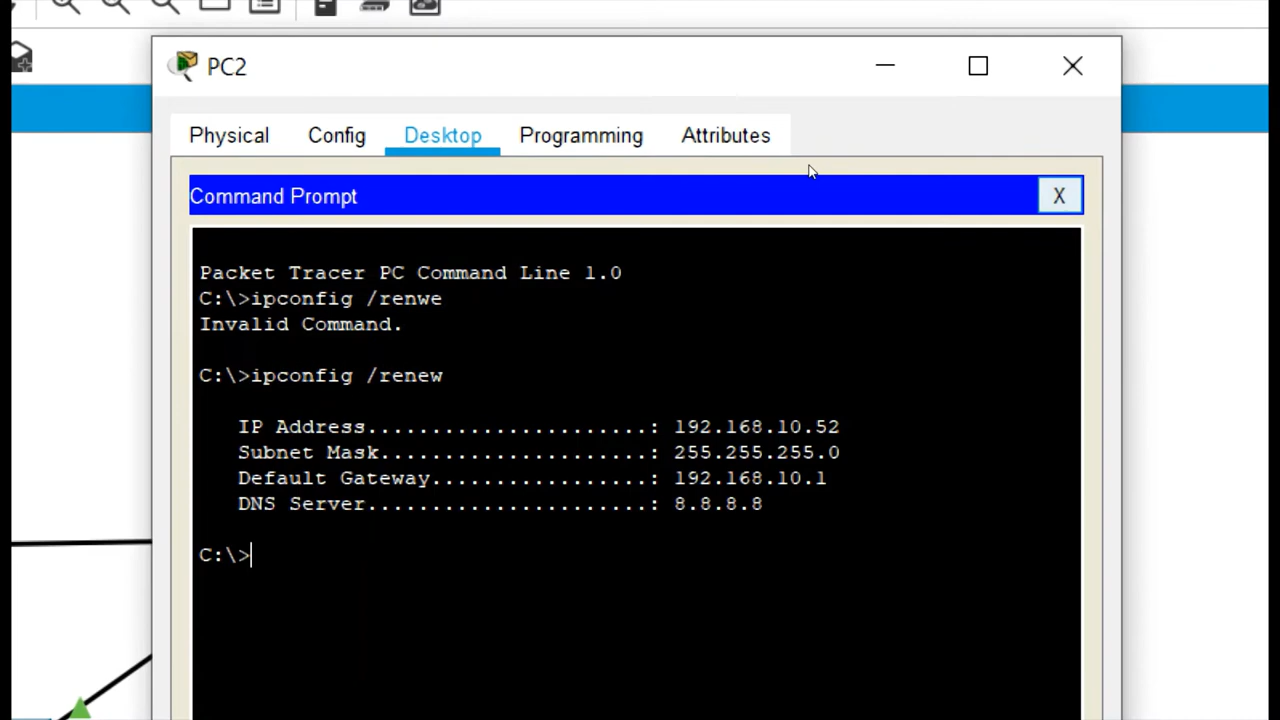 PC2
Physical Config Desktop Programming Attributes
Command Prompt
X
Packet Tracer PC Command Line 1.0
C:\>ipconfig /renwe
Invalid Command.
C:\>ipconfig /renew
IP Address......................: 192.168.10.52
Subnet Mask.....................: 255.255.255.0
Default Gateway.................: 192.168.10.1
DNS Server......................: 8.8.8.8
C:\>